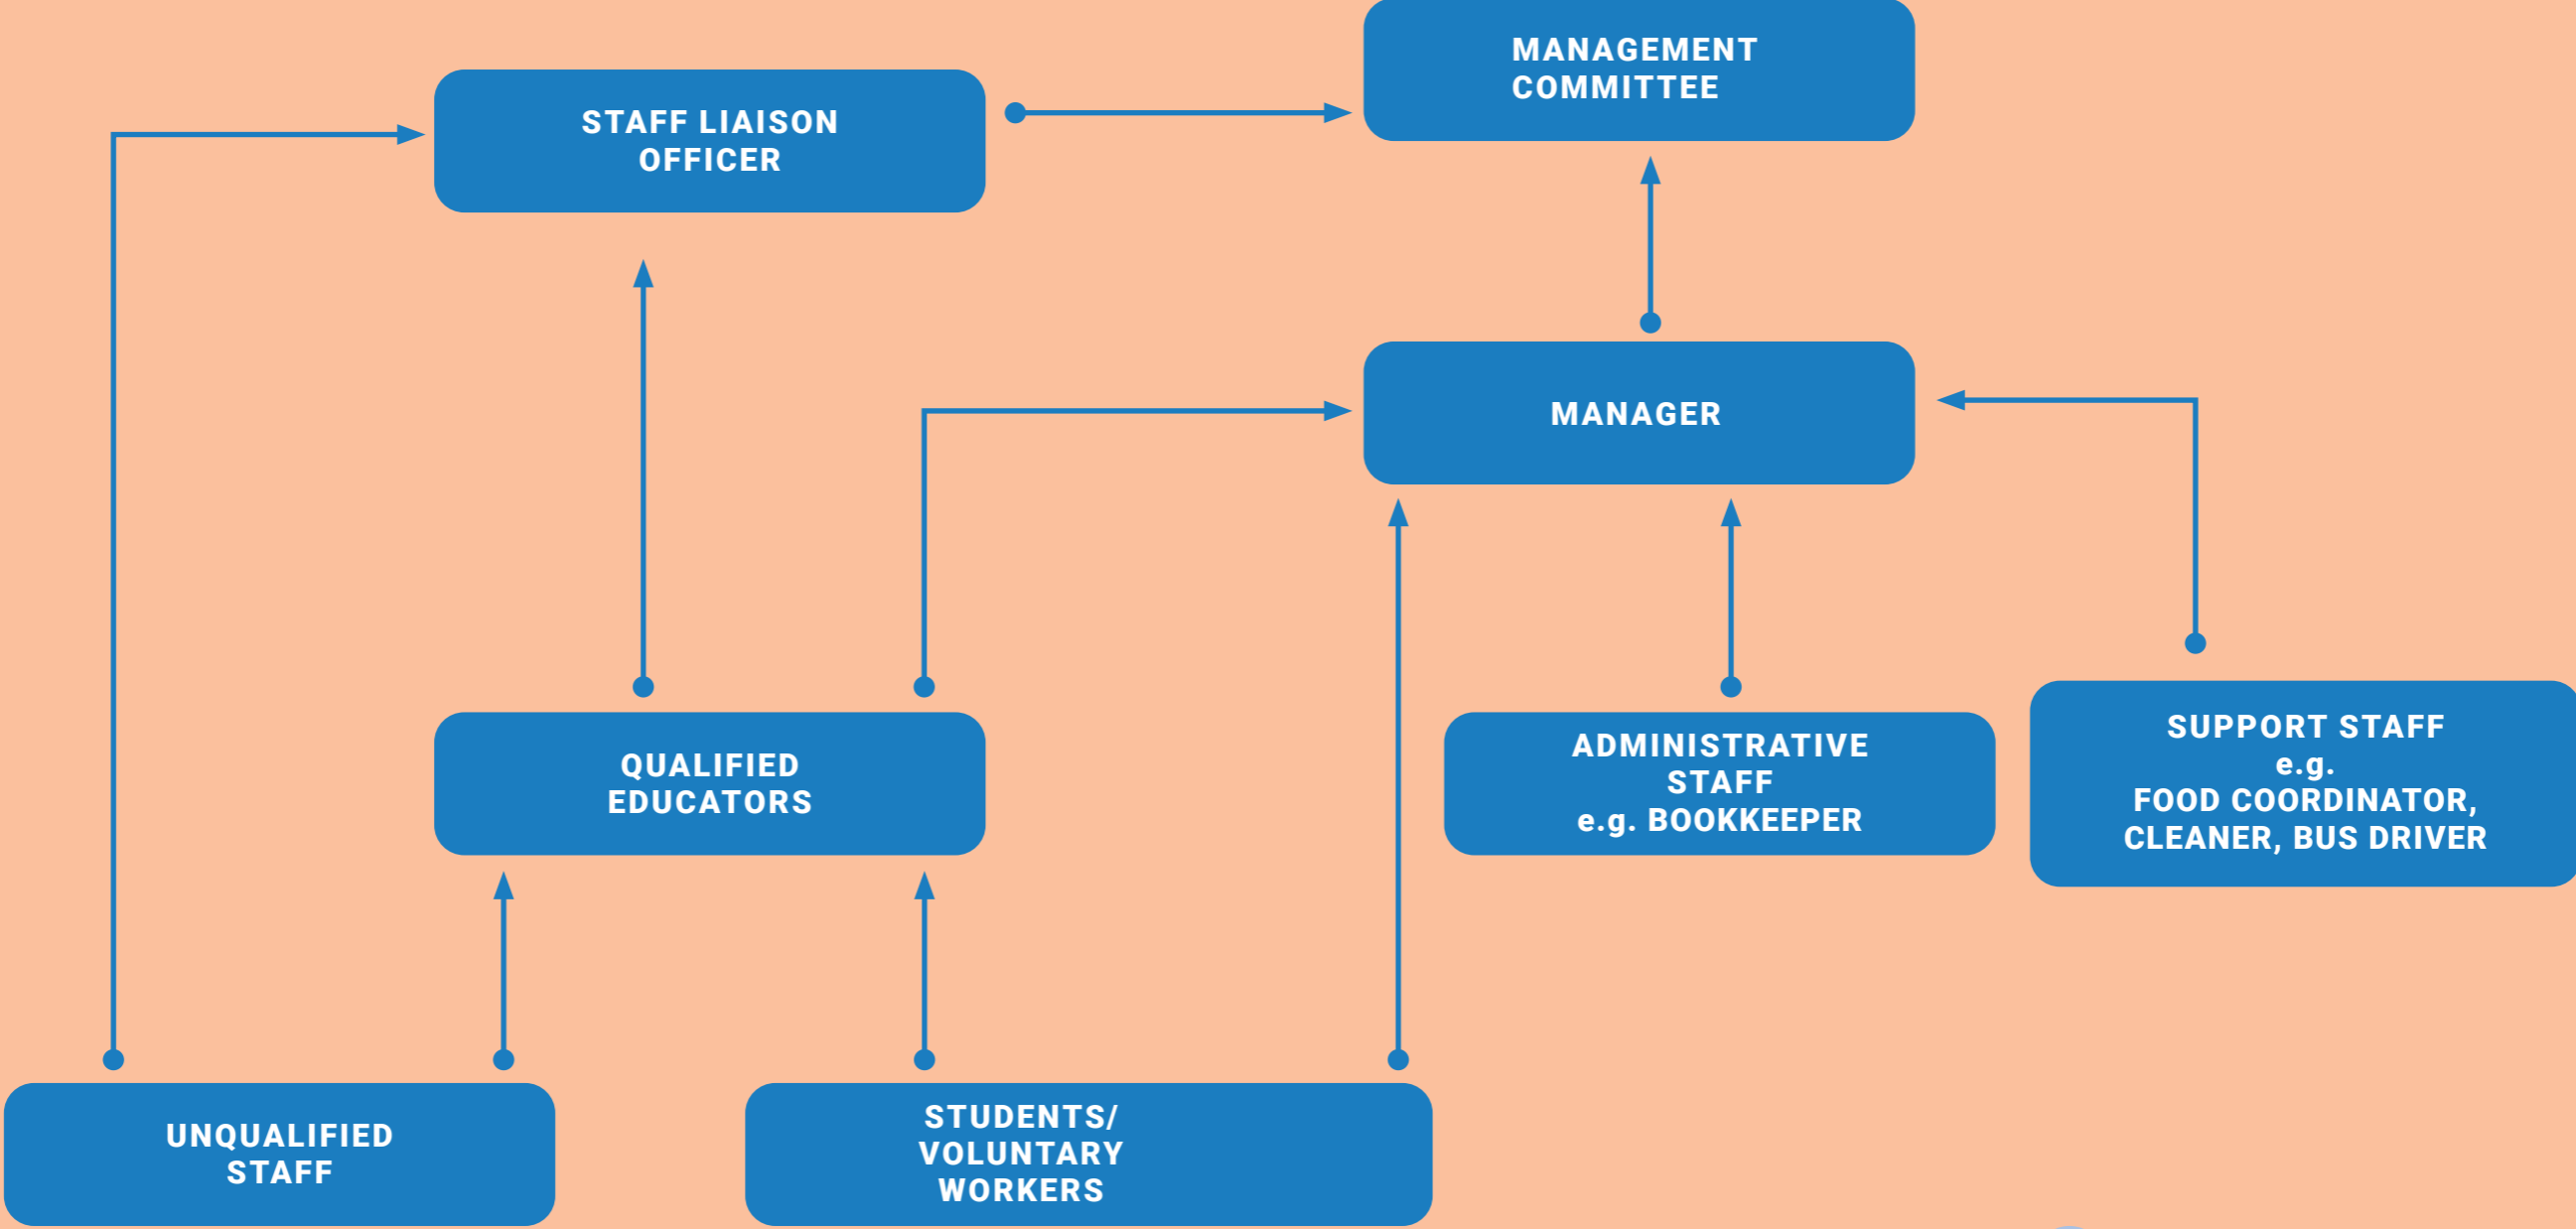 MANAGEMENT
COMMITTEE
STAFF LIAISON
OFFICER
MANAGER
QUALIFIED
EDUCATORS
ADMINISTRATIVE
STAFF
e.g. BOOKKEEPER
SUPPORT STAFF
e.g.
FOOD COORDINATOR,
CLEANER, BUS DRIVER
UNQUALIFIED
STAFF
STUDENTS/
VOLUNTARY
WORKERS